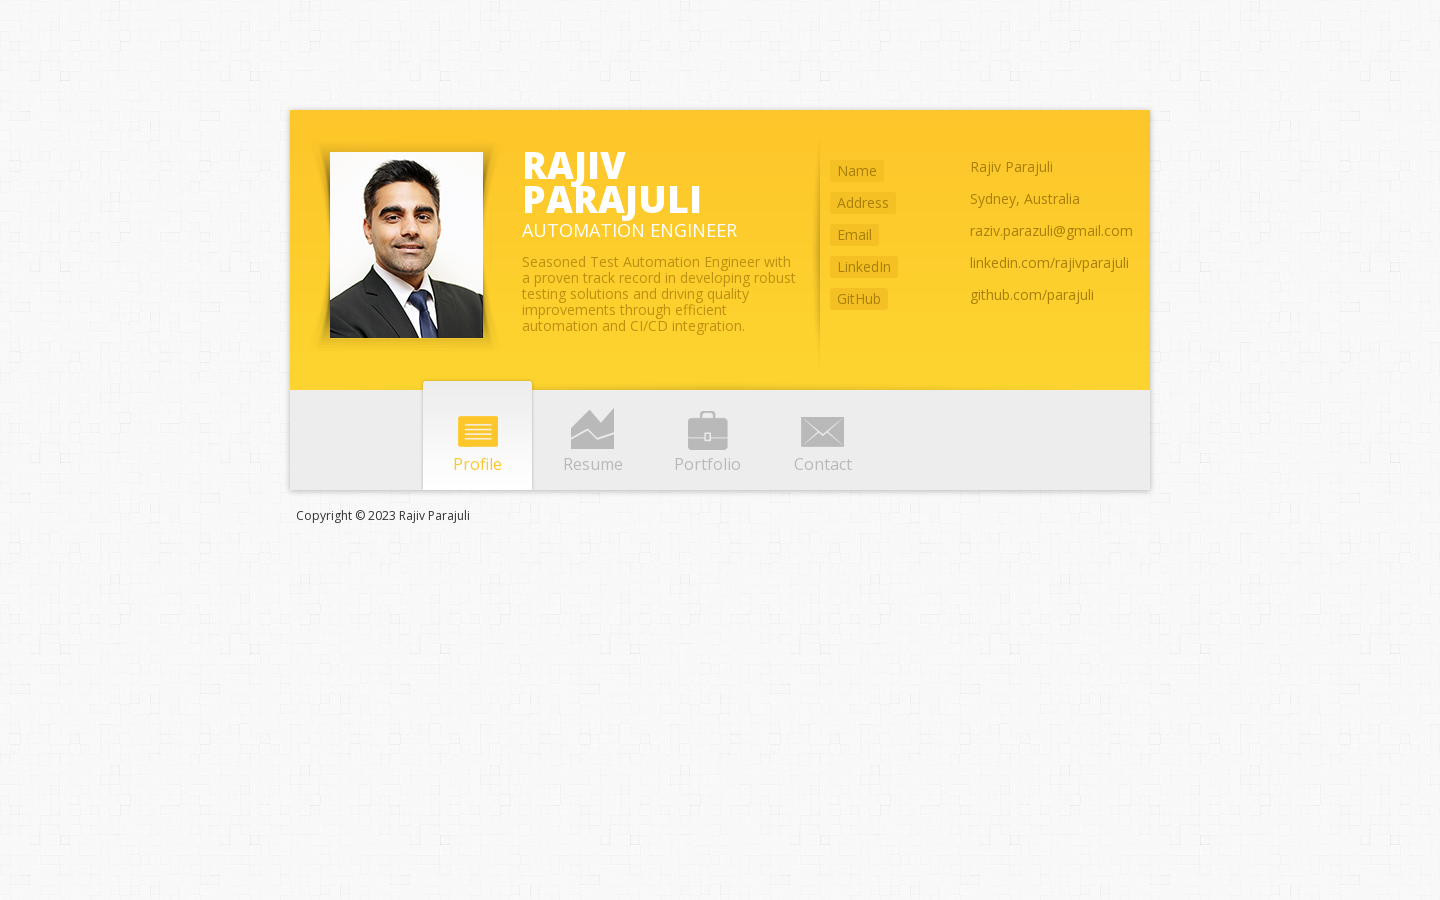 RAJIV
PARAJULI
AUTOMATION ENGINEER
Seasoned Test Automation Engineer with
a proven track record in developing robust
testing solutions and driving quality
improvements through efficient
automation and CI/CD integration.
Name Rajiv Parajuli
Address Sydney, Australia
Email raziv.parazuli@gmail.com
LinkedIn linkedin.com/rajivparajuli
GitHub github.com/parajuli
Profile Resume Portfolio Contact
Copyright © 2023 Rajiv Parajuli